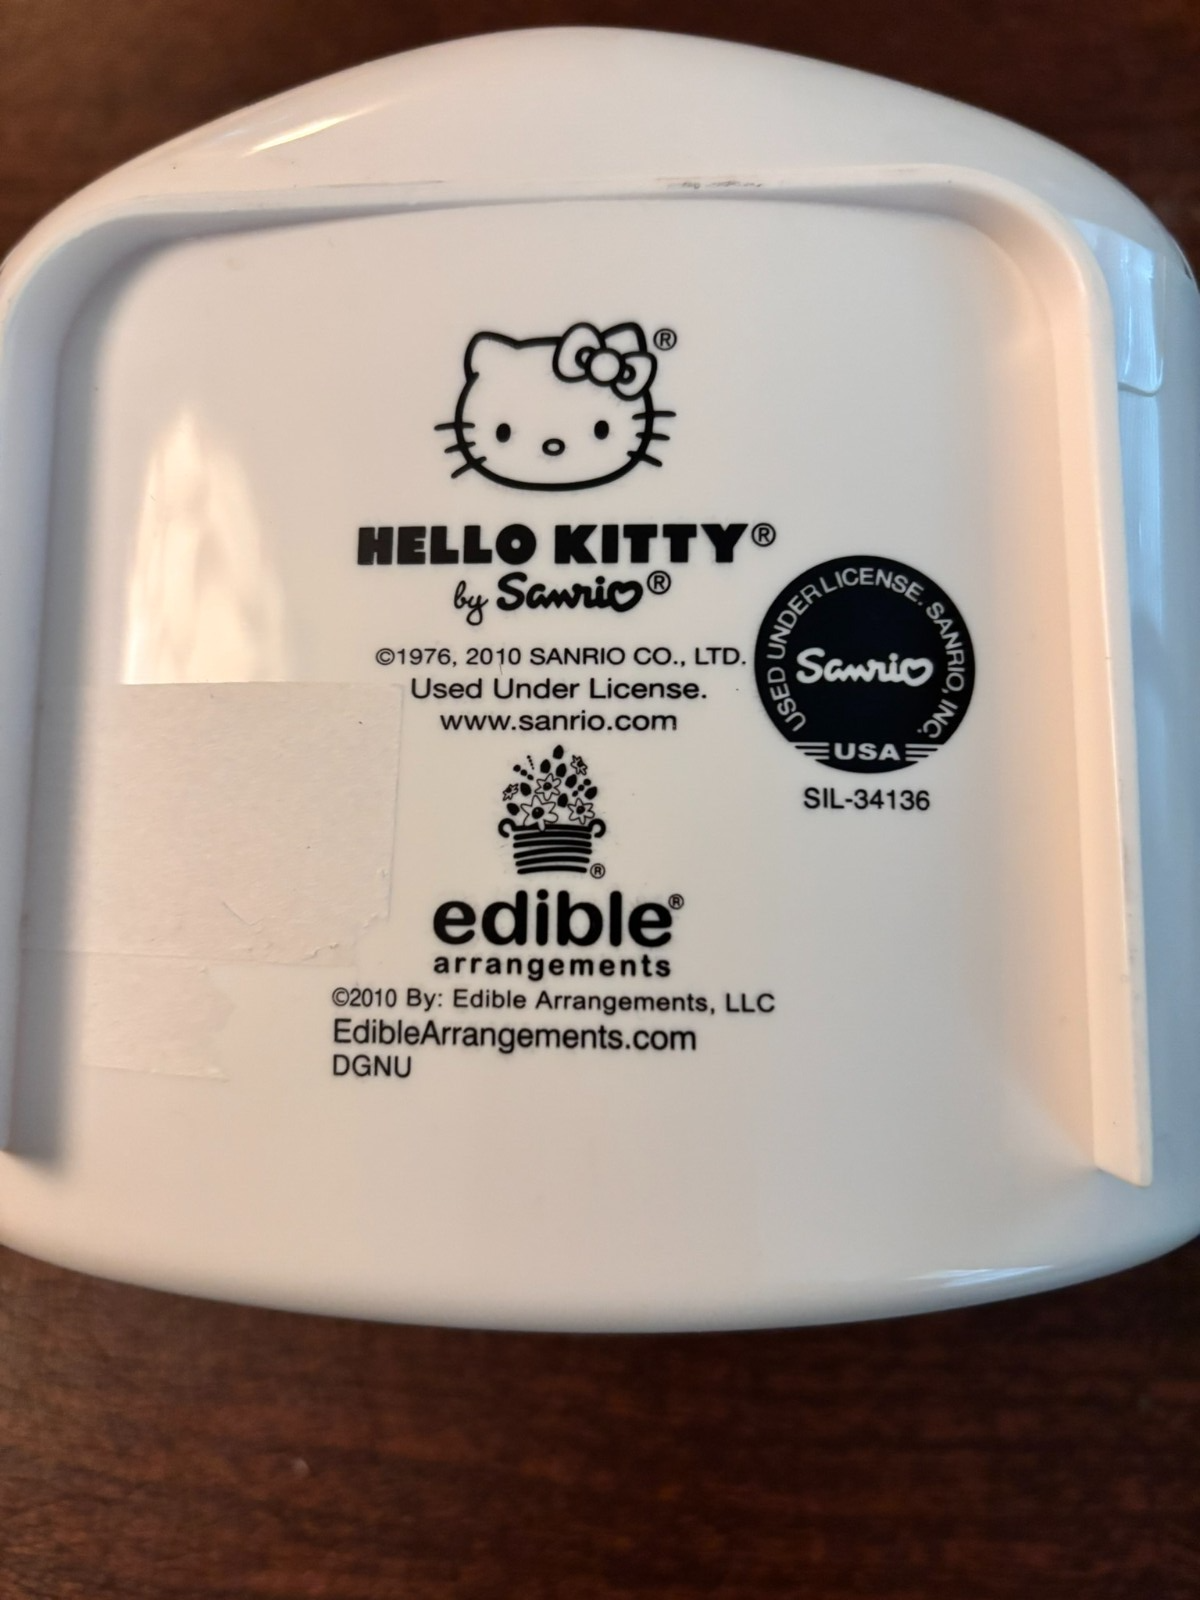 ®
HELLO KITTY®
by Sanrio®
©1976, 2010 SANRIO CO., LTD.
Used Under License.
www.sanrio.com
USED UNDER LICENSE. SANRIO, INC.
Sanrio
USA
SIL-34136
®
edible®
arrangements
©2010 By: Edible Arrangements, LLC
EdibleArrangements.com
DGNU